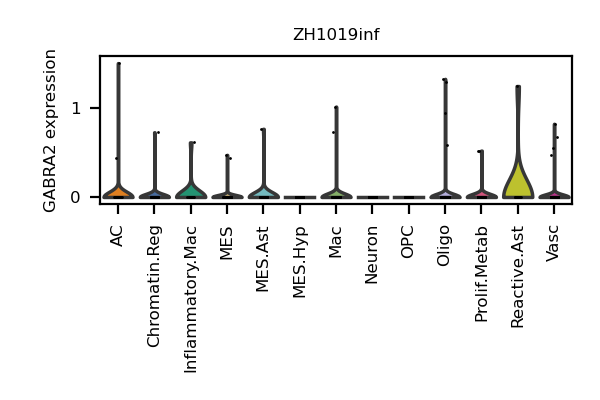 ZH1019inf
GABRA2 expression
1
0
AC
Chromatin.Reg
Inflammatory.Mac
MES
MES.Ast
MES.Hyp
Mac
Neuron
OPC
Oligo
Prolif.Metab
Reactive.Ast
Vasc